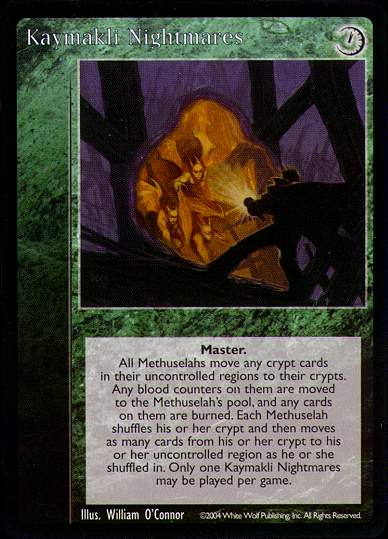 Kaymakli Nightmares
Master.
All Methuselahs move any crypt cards
in their uncontrolled regions to their crypts.
Any blood counters on them are moved
to the Methuselah's pool, and any cards
on them are burned. Each Methuselah
shuffles his or her crypt and then moves
as many cards from his or her crypt to his
or her uncontrolled region as he or she
shuffled in. Only one Kaymakli Nightmares
may be played per game.
Illus. William O'Connor
©2004 White Wolf Publishing, Inc. All Rights Reserved.